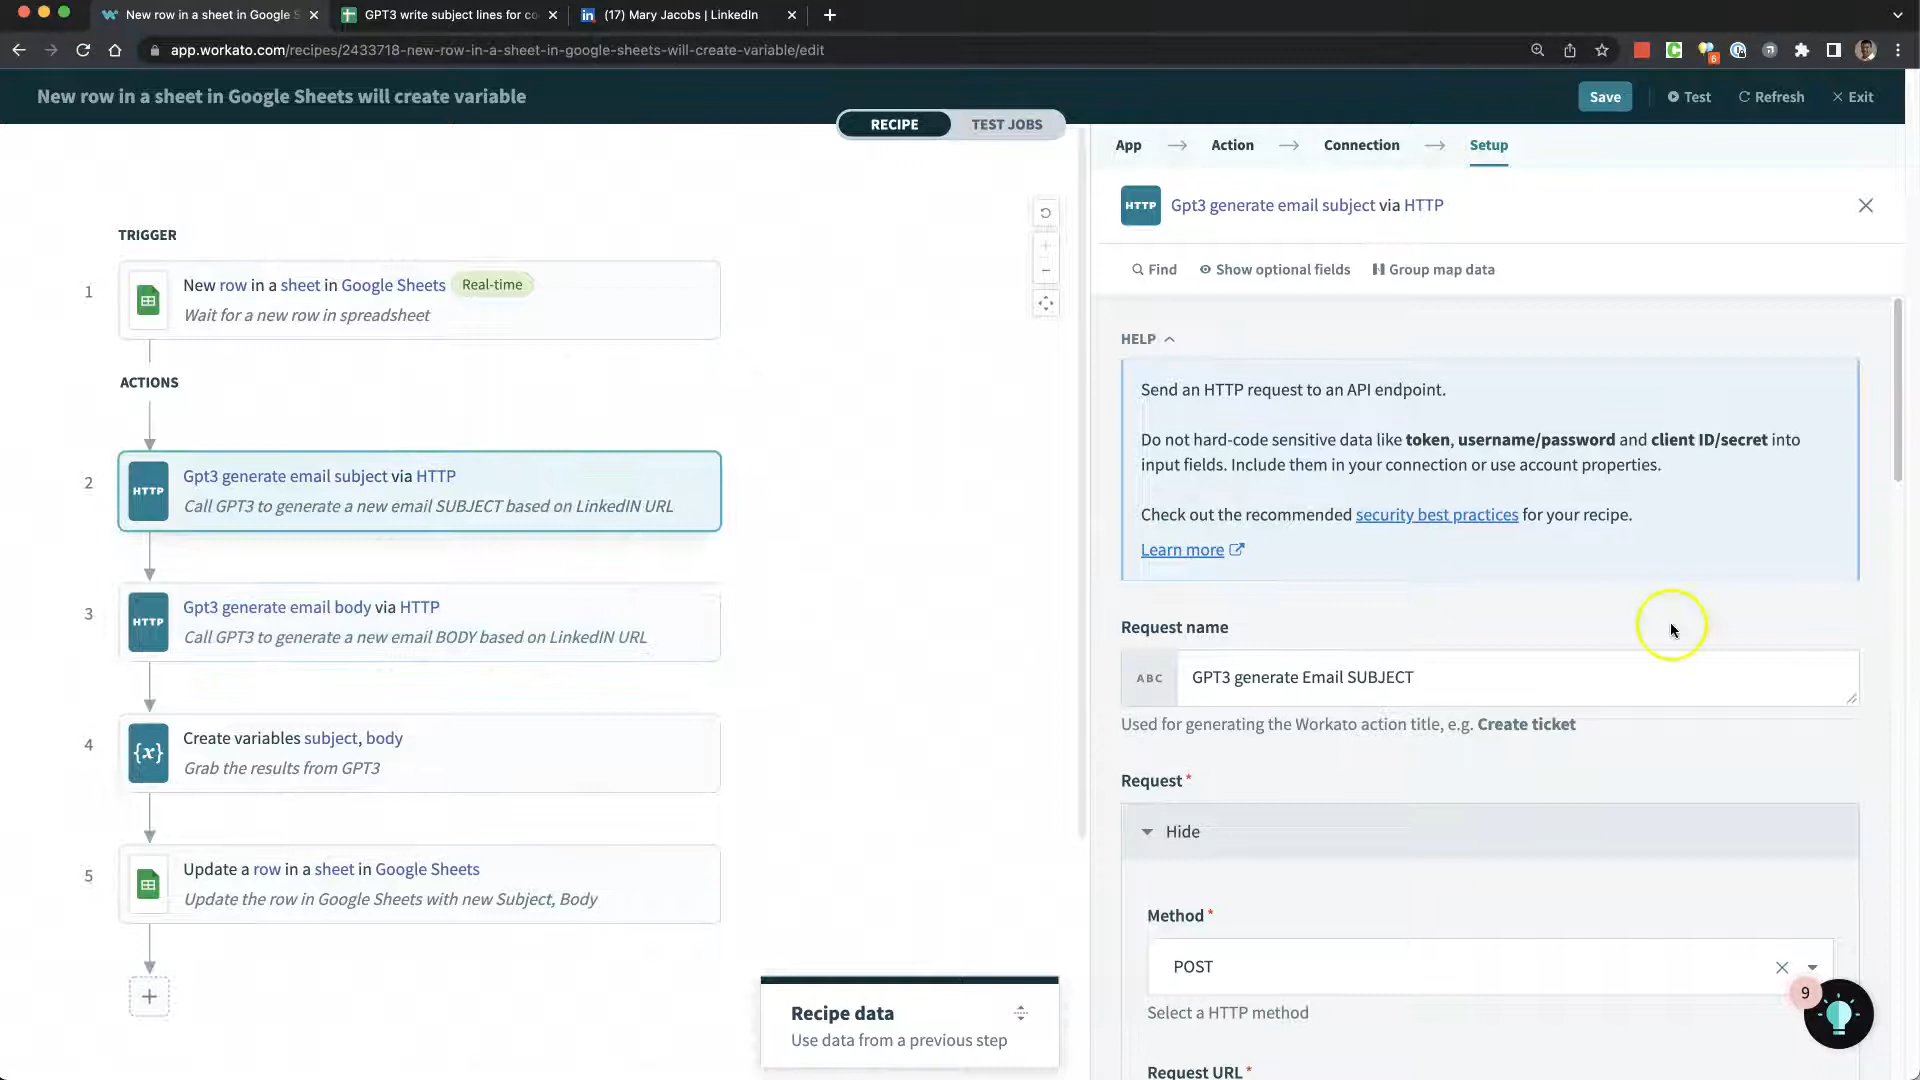 New row in a sheet in Google S
GPT3 write subject lines for co
in (17) Mary Jacobs | LinkedIn
app.workato.com/recipes/2433718-new-row-in-a-sheet-in-google-sheets-will-create-variable/edit
6
New row in a sheet in Google Sheets will create variable
Save
Test
Refresh
Exit
RECIPE
TEST JOBS
App
Action
Connection
Setup
HTTP
Gpt3 generate email subject via HTTP
Find
Show optional fields
Group map data
TRIGGER
1
New row in a sheet in Google Sheets Real-time
Wait for a new row in spreadsheet
ACTIONS
2
HTTP
Gpt3 generate email subject via HTTP
Call GPT3 to generate a new email SUBJECT based on LinkedIN URL
3
HTTP
Gpt3 generate email body via HTTP
Call GPT3 to generate a new email BODY based on LinkedIN URL
4
{x}
Create variables subject, body
Grab the results from GPT3
5
Update a row in a sheet in Google Sheets
Update the row in Google Sheets with new Subject, Body
Recipe data
Use data from a previous step
HELP
Send an HTTP request to an API endpoint.
Do not hard-code sensitive data like token, username/password and client ID/secret into
input fields. Include them in your connection or use account properties.
Check out the recommended security best practices for your recipe.
Learn more
Request name
ABC
GPT3 generate Email SUBJECT
Used for generating the Workato action title, e.g. Create ticket
Request *
Hide
Method *
POST
9
Select a HTTP method
Request URL *